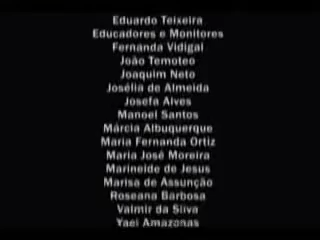 Eduardo Teixeira
Educadores e Monitores
Fernanda Vidigal
João Temoteo
Joaquim Neto
Josélia de Almeida
Josefa Alves
Manoel Santos
Márcia Albuquerque
Maria Fernanda Ortiz
Maria José Moreira
Marineide de Jesus
Marisa de Assunção
Roseana Barbosa
Valmir da Silva
Yael Amazonas